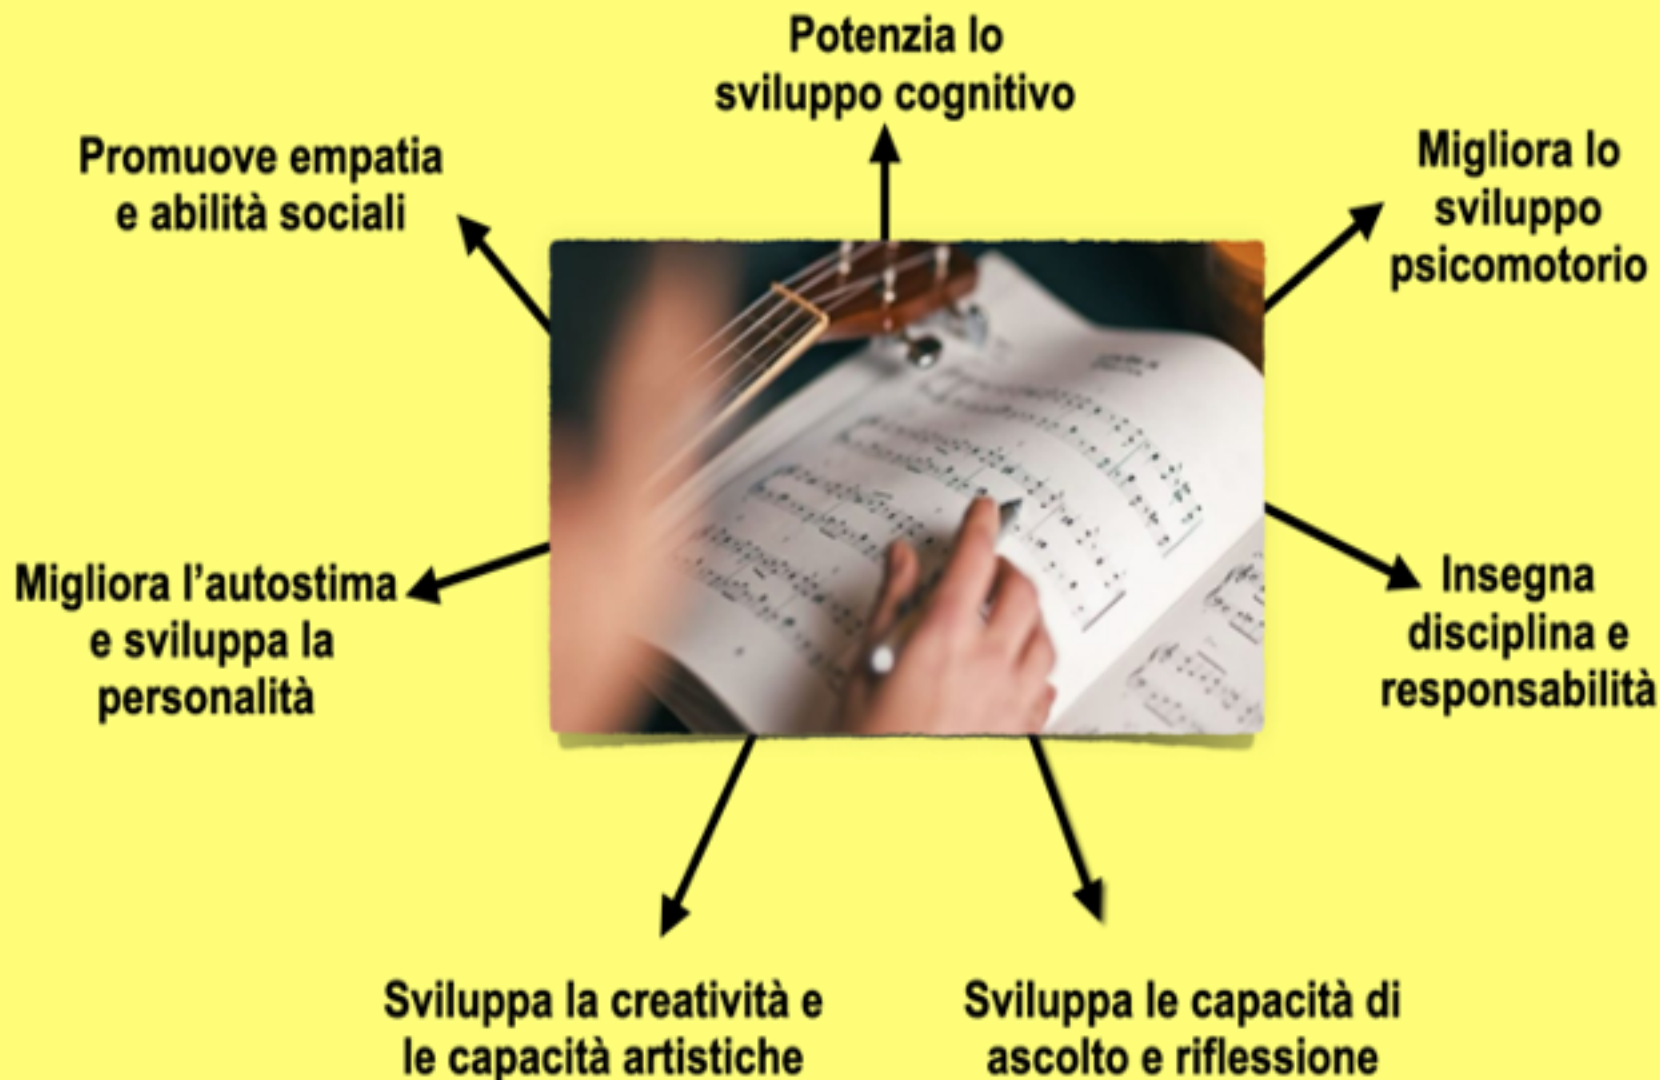 Potenzia lo
sviluppo cognitivo
Promuove empatia
e abilità sociali
Migliora lo
sviluppo
psicomotorio
Migliora l’autostima
e sviluppa la
personalità
Insegna
disciplina e
responsabilità
Sviluppa la creatività e
le capacità artistiche
Sviluppa le capacità di
ascolto e riflessione